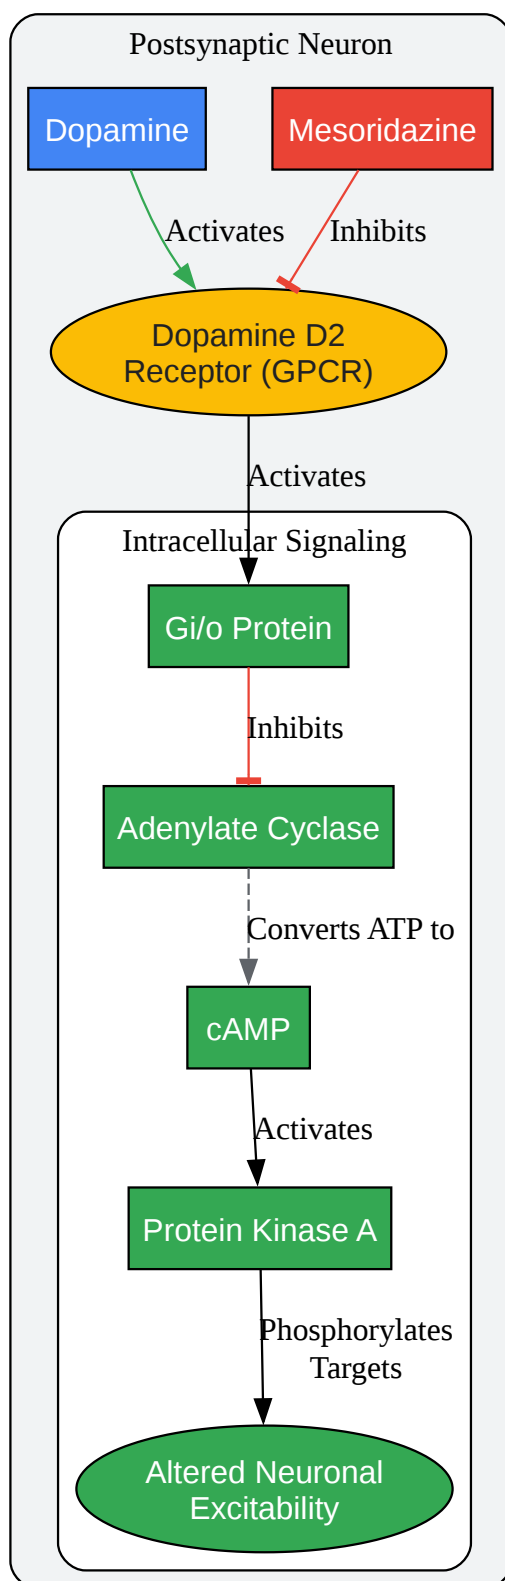 Postsynaptic Neuron
Dopamine
Mesoridazine
Activates
Inhibits
Dopamine D2
Receptor (GPCR)
Activates
Intracellular Signaling
Gi/o Protein
Inhibits
Adenylate Cyclase
Converts ATP to
cAMP
Activates
Protein Kinase A
Phosphorylates
Targets
Altered Neuronal
Excitability